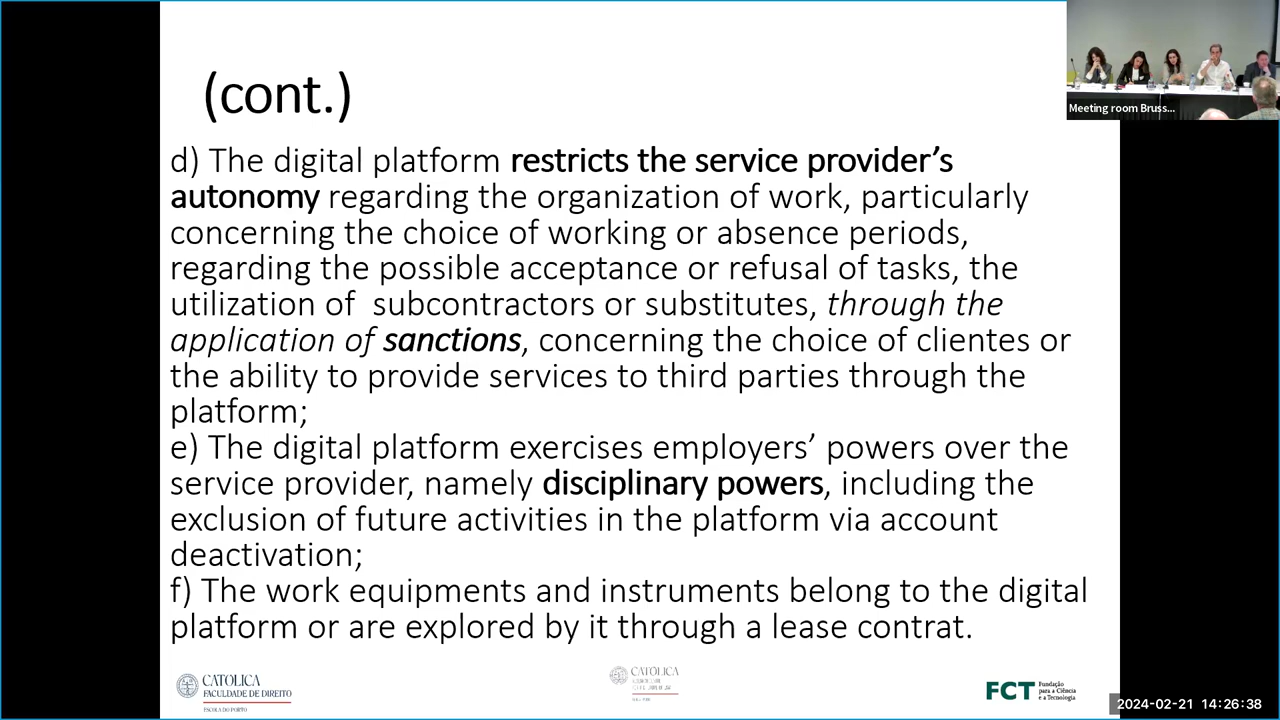 Meeting room Bruss...
(cont.)
d) The digital platform restricts the service provider’s
autonomy regarding the organization of work, particularly
concerning the choice of working or absence periods,
regarding the possible acceptance or refusal of tasks, the
utilization of  subcontractors or substitutes, through the
application of sanctions, concerning the choice of clientes or
the ability to provide services to third parties through the
platform;
e) The digital platform exercises employers’ powers over the
service provider, namely disciplinary powers, including the
exclusion of future activities in the platform via account
deactivation;
f) The work equipments and instruments belong to the digital
platform or are explored by it through a lease contrat.
CATOLICA
FACULDADE DE DIREITO
ESCOLA DO PORTO
CATOLICA
FCT Fundação
para a Ciência
e a Tecnologia
2024-02-21 14:26:38